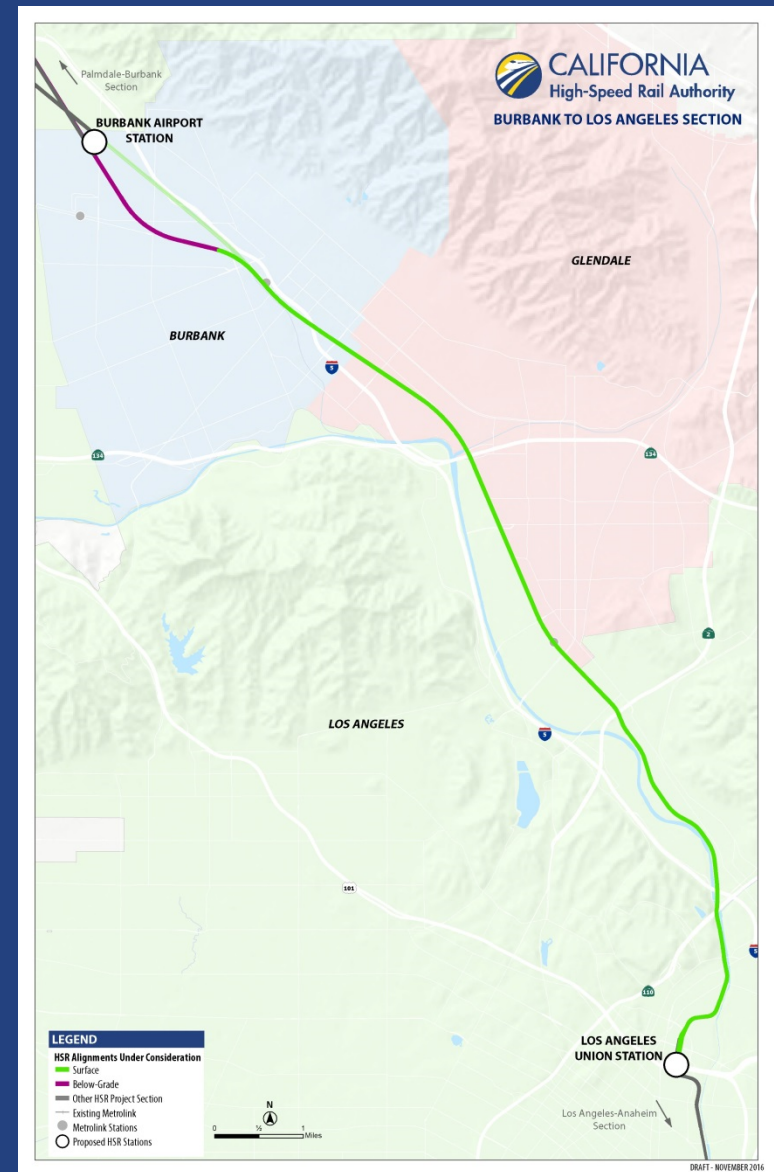 CALIFORNIA
High-Speed Rail Authority
BURBANK TO LOS ANGELES SECTION
Palmdale-Burbank
Section
BURBANK AIRPORT
STATION
GLENDALE
BURBANK
5
134
134
2
LOS ANGELES
5
101
5
110
LOS ANGELES
UNION STATION
Los Angeles-Anaheim
Section
LEGEND
HSR Alignments Under Consideration
Surface
Below-Grade
Other HSR Project Section
Existing Metrolink
Metrolink Stations
Proposed HSR Stations
N
0 ½ 1
Miles
DRAFT - NOVEMBER 2016